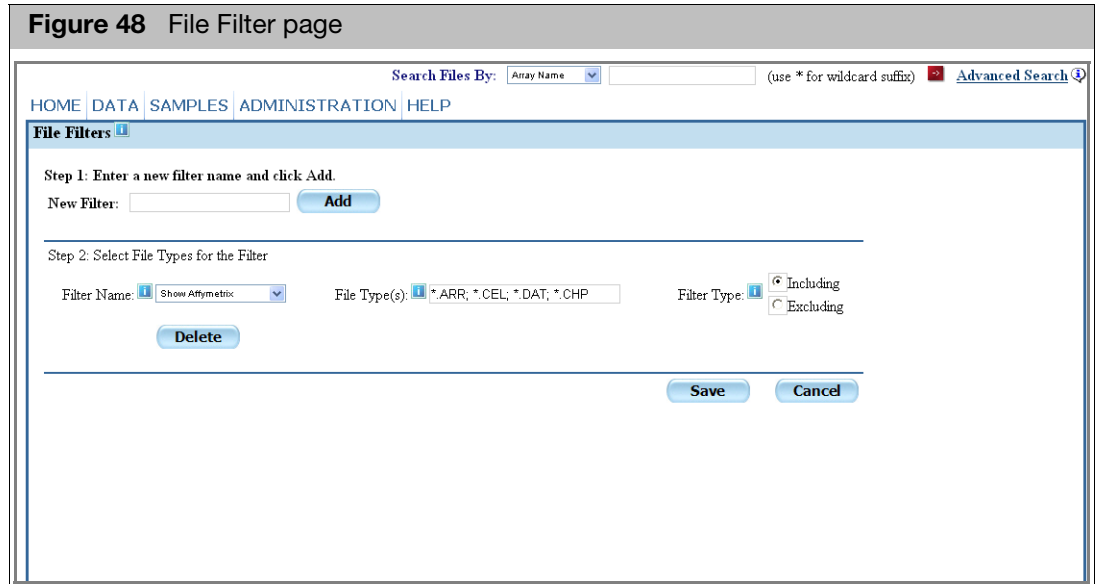 Figure 48 File Filter page
Search Files By: Array Name (use * for wildcard suffix) Advanced Search
HOME DATA SAMPLES ADMINISTRATION HELP
File Filters
Step 1: Enter a new filter name and click Add.
New Filter: Add
Step 2: Select File Types for the Filter
Filter Name: Show Affymetrix File Type(s): *.ARR; *.CEL; *.DAT; *.CHP Filter Type: Including
Excluding
Delete
Save Cancel